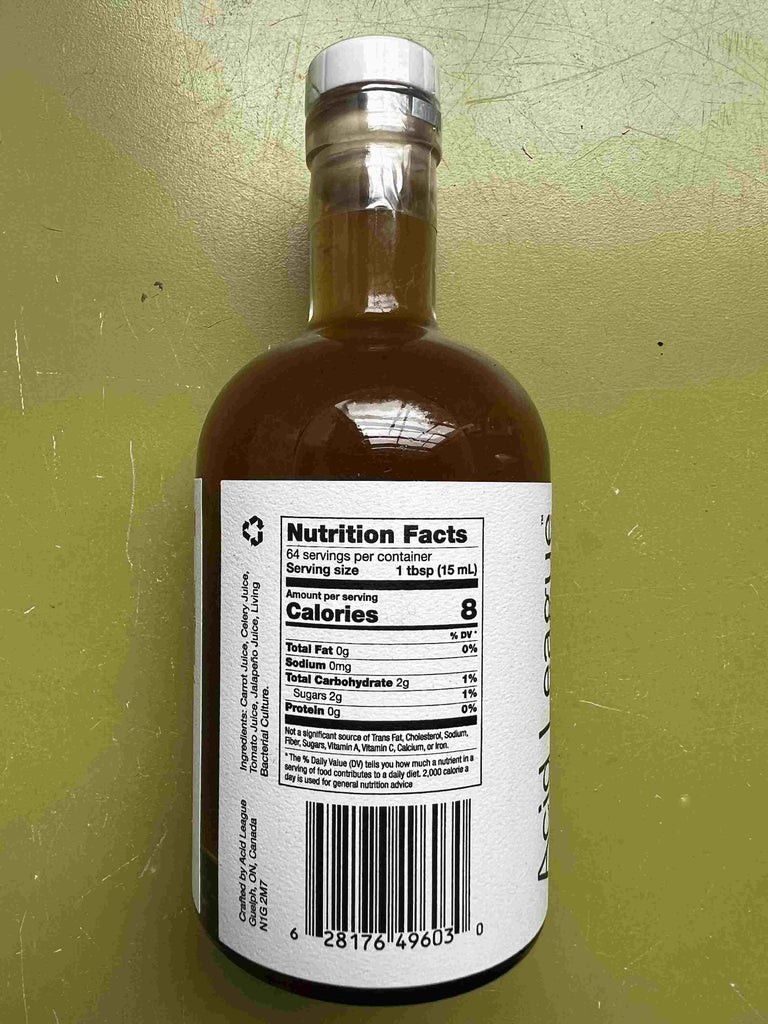 Nutrition Facts
64 servings per container
Serving size 1 tbsp (15 mL)
Amount per serving
Calories 8
% DV*
Total Fat 0g 0%
Sodium 0mg
Total Carbohydrate 2g 1%
Sugars 2g 1%
Protein 0g 0%
Not a significant source of Trans Fat, Cholesterol, Sodium,
Fiber, Sugars, Vitamin A, Vitamin C, Calcium, or Iron.
*The % Daily Value (DV) tells you how much a nutrient in a
serving of food contributes to a daily diet. 2,000 calorie a
day is used for general nutrition advice
Ingredients: Carrot Juice, Celery Juice,
Tomato Juice, Jalapeño Juice, Living
Bacterial Culture.
Crafted by Acid League
Guelph, ON, Canada
N1G 2M7
6 28176 49603 0
Acid League™